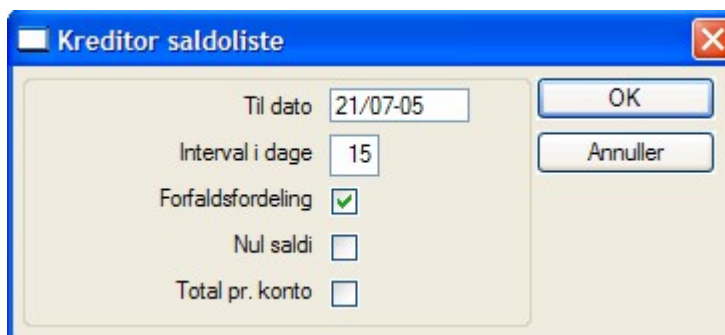 Kreditor saldoliste
Til dato 21/07-05 OK
Interval i dage 15 Annuller
Forfaldsfordeling
Nul saldi
Total pr. konto